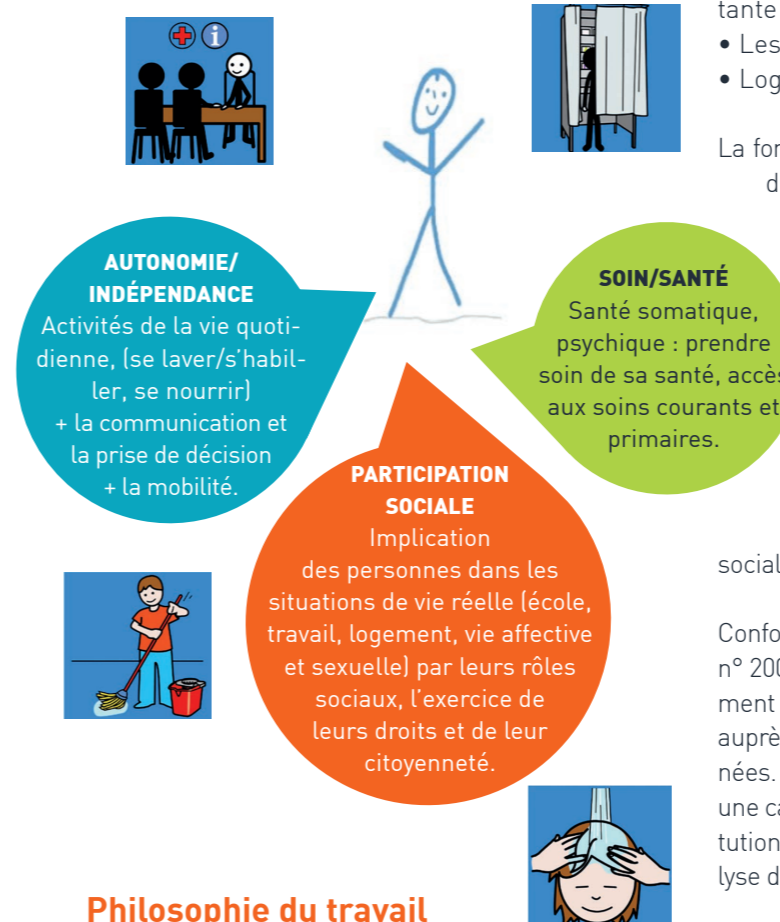 AUTONOMIE/
INDÉPENDANCE
Activités de la vie quoti-
dienne, (se laver/s’habil-
ler, se nourrir)
+ la communication et
la prise de décision
+ la mobilité.
PARTICIPATION
SOCIALE
Implication
des personnes dans les
situations de vie réelle (école,
travail, logement, vie affective
et sexuelle) par leurs rôles
sociaux, l’exercice de
leurs droits et de leur
citoyenneté.
SOIN/SANTÉ
Santé somatique,
psychique : prendre
soin de sa santé, accès
aux soins courants et
primaires.
Philosophie du travail
tante
• Les
• Log
La for
d
social
Confo
n° 200
ment
auprè
nées.
une ca
tution
lyse d